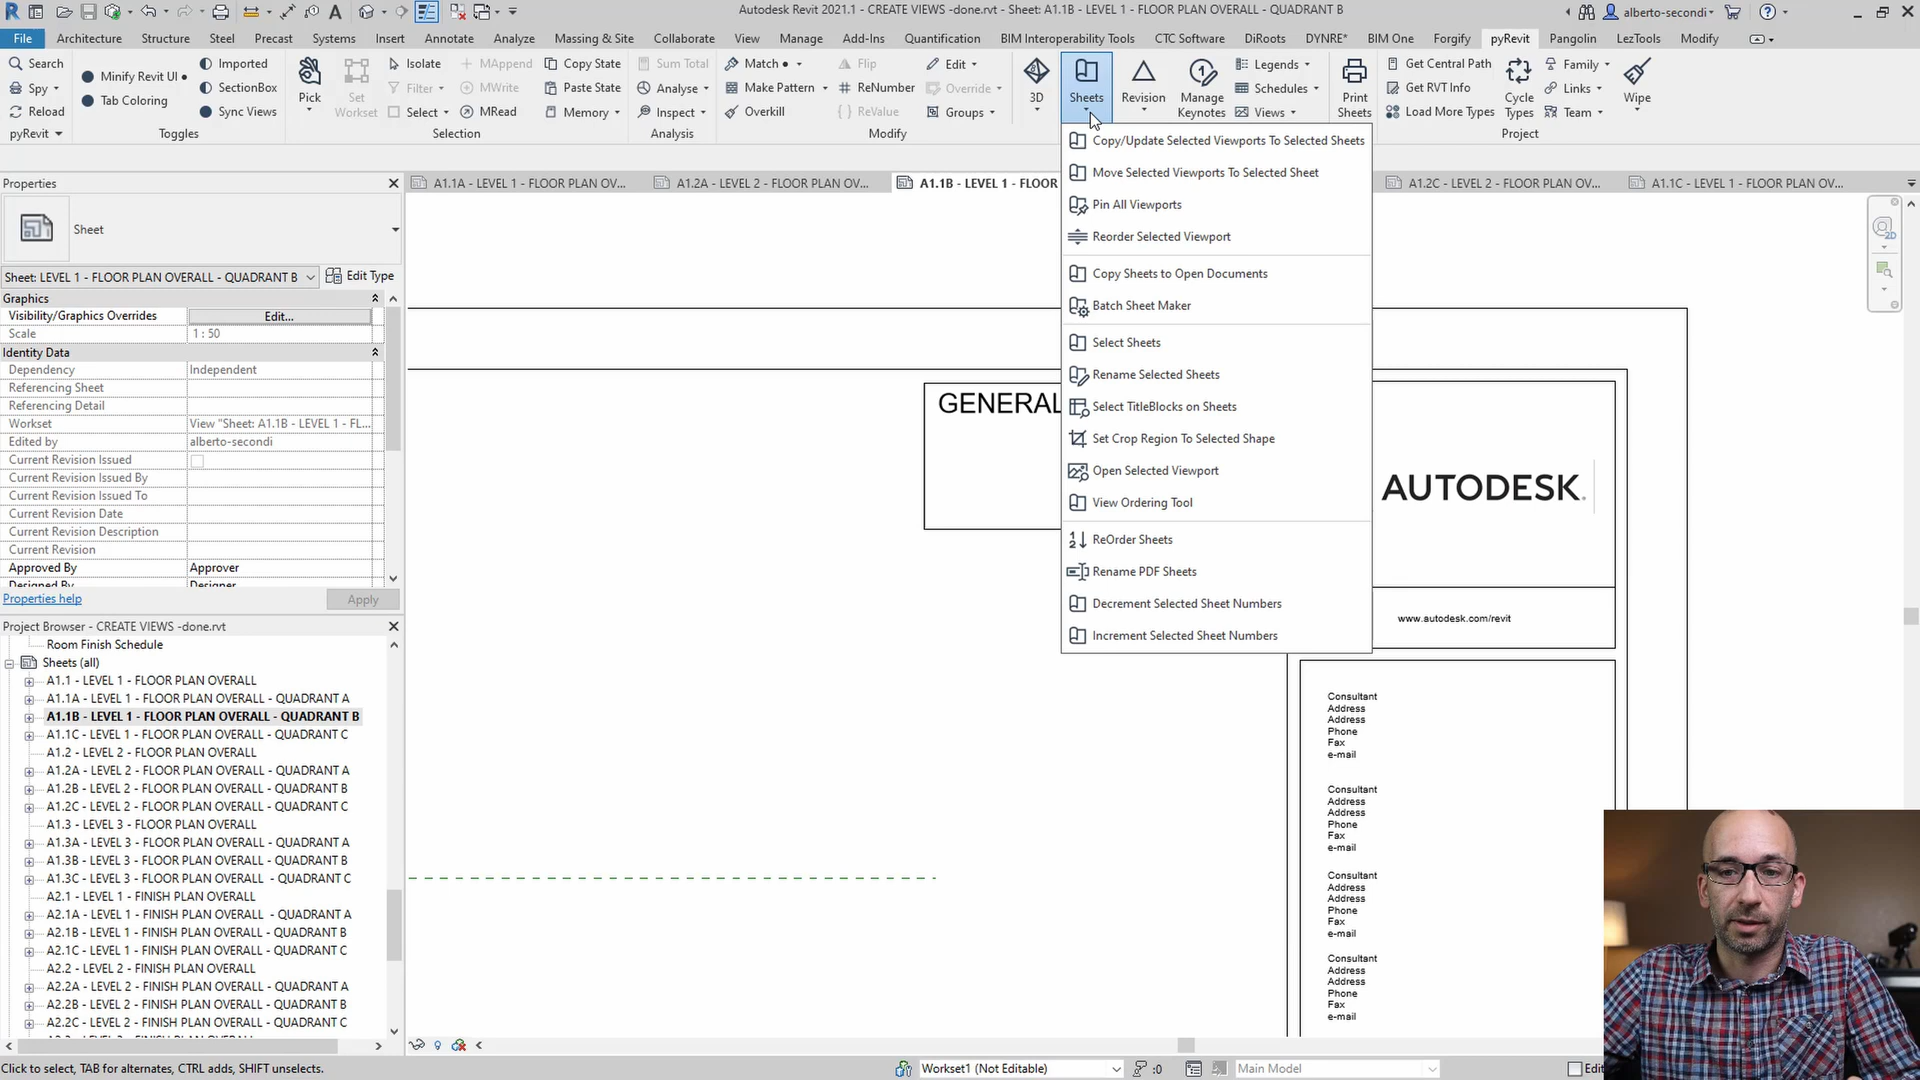 Autodesk Revit 2021.1 - CREATE VIEWS -done.rvt - Sheet: A1.1B - LEVEL 1 - FLOOR PLAN OVERALL - QUADRANT B
alberto-secondi
File Architecture Structure Steel Precast Systems Insert Annotate Analyze Massing & Site Collaborate View Manage Add-Ins Quantification BIM Interoperability Tools CTC Software DiRoots DYNRE* BIM One Forgify pyRevit Pangolin LezTools Modify
Search
Spy
Reload
pyRevit
Minify Revit UI
Tab Coloring
Imported
SectionBox
Sync Views
Toggles
Pick
Set Workset
Isolate
Filter
Select
MAppend
MWrite
MRead
Copy State
Paste State
Memory
Selection
Sum Total
Analyse
Inspect
Analysis
Match
Make Pattern
Overkill
Flip
ReNumber
ReValue
Edit
Override
Groups
Modify
3D
Sheets
Revision
Manage Keynotes
Legends
Schedules
Views
Print Sheets
Get Central Path
Get RVT Info
Load More Types
Cycle Types
Family
Links
Team
Wipe
Project
Copy/Update Selected Viewports To Selected Sheets
Move Selected Viewports To Selected Sheet
Pin All Viewports
Reorder Selected Viewport
Copy Sheets to Open Documents
Batch Sheet Maker
Select Sheets
Rename Selected Sheets
Select TitleBlocks on Sheets
Set Crop Region To Selected Shape
Open Selected Viewport
View Ordering Tool
ReOrder Sheets
Rename PDF Sheets
Decrement Selected Sheet Numbers
Increment Selected Sheet Numbers
A1.1A - LEVEL 1 - FLOOR PLAN OV...
A1.2A - LEVEL 2 - FLOOR PLAN OV...
A1.1B - LEVEL 1 - FLOOR
A1.2C - LEVEL 2 - FLOOR PLAN OV...
A1.1C - LEVEL 1 - FLOOR PLAN OV...
Properties
Sheet
Sheet: LEVEL 1 - FLOOR PLAN OVERALL - QUADRANT B
Edit Type
Graphics
Visibility/Graphics Overrides Edit...
Scale 1 : 50
Identity Data
Dependency Independent
Referencing Sheet
Referencing Detail
Workset View "Sheet: A1.1B - LEVEL 1 - FL...
Edited by alberto-secondi
Current Revision Issued
Current Revision Issued By
Current Revision Issued To
Current Revision Date
Current Revision Description
Current Revision
Approved By Approver
Designed By Designer
Properties help
Apply
Project Browser - CREATE VIEWS -done.rvt
Room Finish Schedule
Sheets (all)
A1.1 - LEVEL 1 - FLOOR PLAN OVERALL
A1.1A - LEVEL 1 - FLOOR PLAN OVERALL - QUADRANT A
A1.1B - LEVEL 1 - FLOOR PLAN OVERALL - QUADRANT B
A1.1C - LEVEL 1 - FLOOR PLAN OVERALL - QUADRANT C
A1.2 - LEVEL 2 - FLOOR PLAN OVERALL
A1.2A - LEVEL 2 - FLOOR PLAN OVERALL - QUADRANT A
A1.2B - LEVEL 2 - FLOOR PLAN OVERALL - QUADRANT B
A1.2C - LEVEL 2 - FLOOR PLAN OVERALL - QUADRANT C
A1.3 - LEVEL 3 - FLOOR PLAN OVERALL
A1.3A - LEVEL 3 - FLOOR PLAN OVERALL - QUADRANT A
A1.3B - LEVEL 3 - FLOOR PLAN OVERALL - QUADRANT B
A1.3C - LEVEL 3 - FLOOR PLAN OVERALL - QUADRANT C
A2.1 - LEVEL 1 - FINISH PLAN OVERALL
A2.1A - LEVEL 1 - FINISH PLAN OVERALL - QUADRANT A
A2.1B - LEVEL 1 - FINISH PLAN OVERALL - QUADRANT B
A2.1C - LEVEL 1 - FINISH PLAN OVERALL - QUADRANT C
A2.2 - LEVEL 2 - FINISH PLAN OVERALL
A2.2A - LEVEL 2 - FINISH PLAN OVERALL - QUADRANT A
A2.2B - LEVEL 2 - FINISH PLAN OVERALL - QUADRANT B
A2.2C - LEVEL 2 - FINISH PLAN OVERALL - QUADRANT C
GENERAL
AUTODESK.
www.autodesk.com/revit
Consultant
Address
Address
Phone
Fax
e-mail
Consultant
Address
Address
Phone
Fax
e-mail
Consultant
Address
Address
Phone
Fax
e-mail
Consultant
Address
Address
Phone
Fax
e-mail
2D
Click to select, TAB for alternates, CTRL adds, SHIFT unselects.
Workset1 (Not Editable)
:0
Main Model